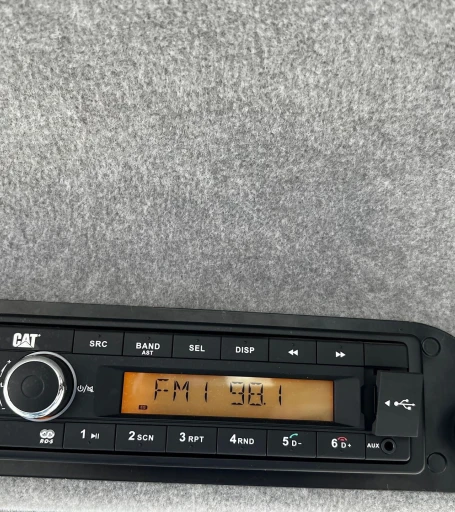 CAT
SRC
BAND
AST
SEL
DISP
FM1 98.1
RDS
1
2 SCN
3 RPT
4 RND
5 D-
6 D+
AUX